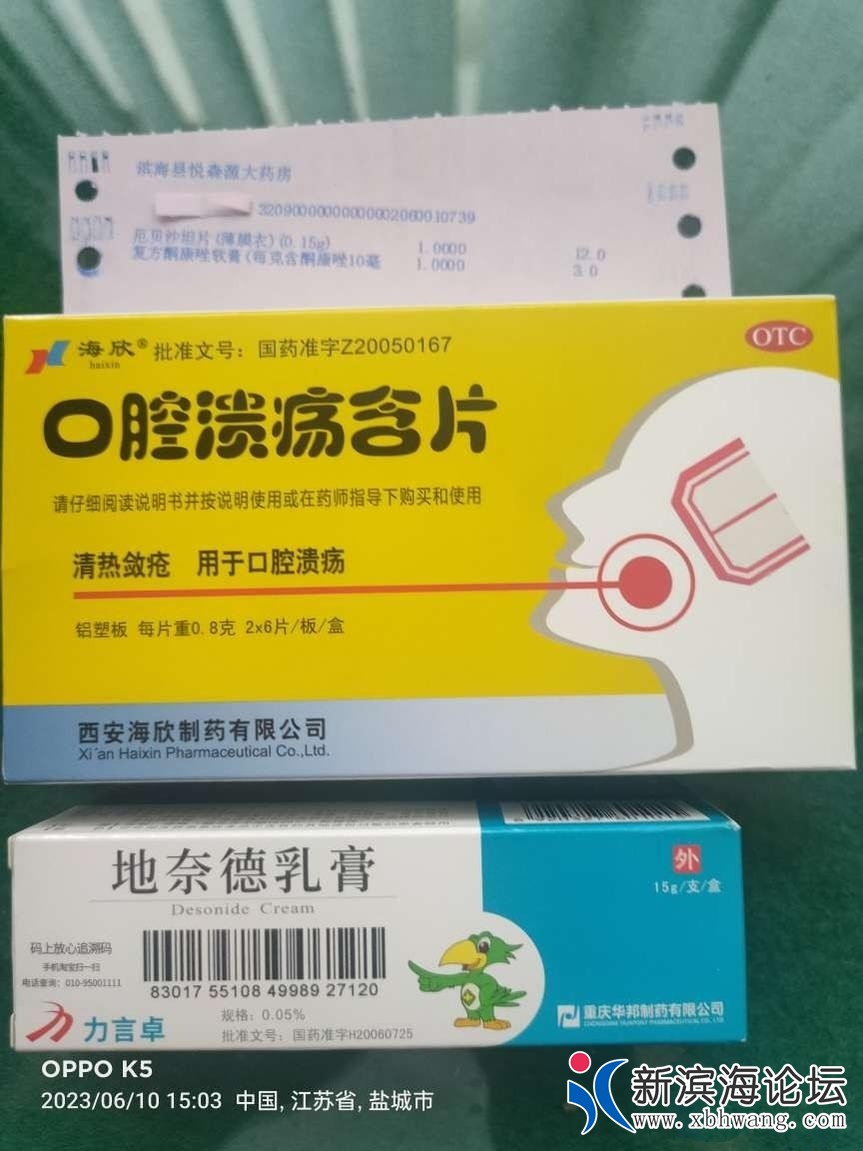 滨海县悦森源大药房
32090000000000002060010739
厄贝沙坦片(薄膜衣)(0.15g) 1.0000 12.0
复方酮康唑软膏(每克含酮康唑10毫 1.0000 3.0
海欣® 批准文号：国药准字Z20050167
haixin
OTC
口腔溃疡含片
请仔细阅读说明书并按说明使用或在药师指导下购买和使用
清热敛疮 用于口腔溃疡
铝塑板 每片重0.8克 2x6片/板/盒
西安海欣制药有限公司
Xi'an Haixin Pharmaceutical Co.,Ltd.
地奈德乳膏
Desonide Cream
外
15g/支/盒
码上放心追溯码
手机淘宝扫一扫
电话查询：010-95001111
83017 55108 49989 27120
规格：0.05%
批准文号：国药准字H20060725
力言卓
重庆华邦制药有限公司
OPPO K5
2023/06/10 15:03 中国, 江苏省, 盐城市
新滨海论坛
www.xbhwang.com